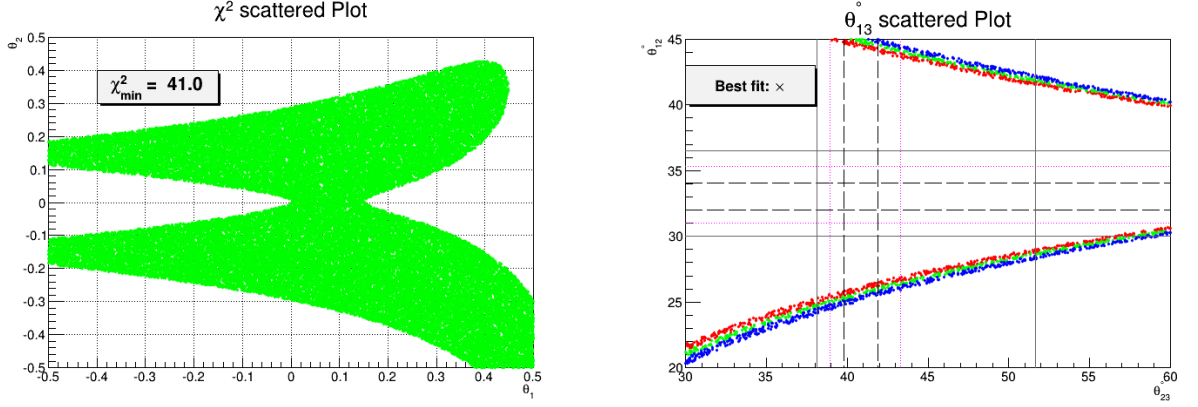 χ² scattered Plot
θ₂
0.5
0.4
0.3
0.2
0.1
0
-0.1
-0.2
-0.3
-0.4
-0.5
χ²min = 41.0
-0.5 -0.4 -0.3 -0.2 -0.1 0 0.1 0.2 0.3 0.4 0.5
θ₁
θ°₁₃ scattered Plot
θ°₁₂
45
40
35
30
25
20
Best fit: ×
30 35 40 45 50 55 60
θ°₂₃